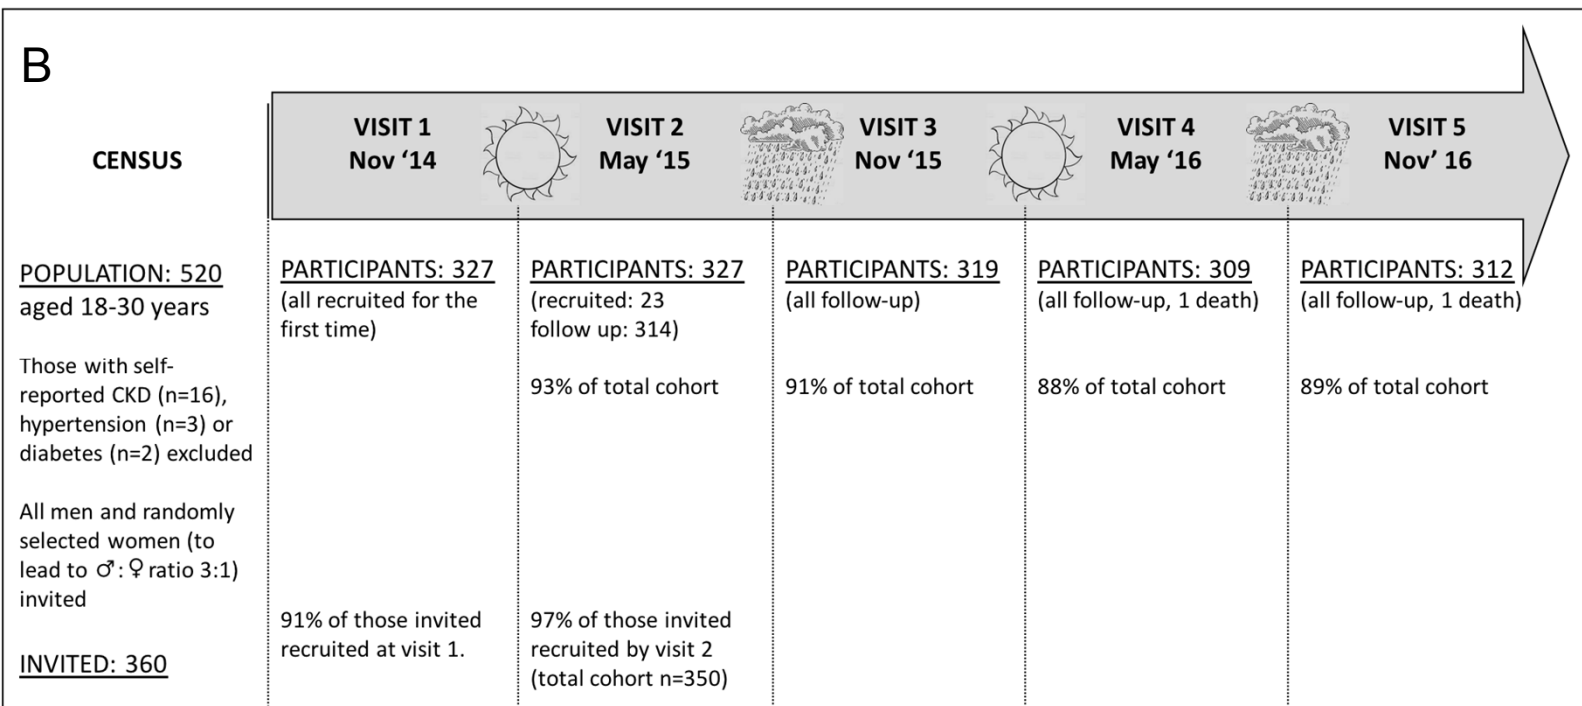 B
CENSUS
VISIT 1
Nov ‘14
VISIT 2
May ‘15
VISIT 3
Nov ‘15
VISIT 4
May ‘16
VISIT 5
Nov’ 16
POPULATION: 520
aged 18-30 years
Those with self-
reported CKD (n=16),
hypertension (n=3) or
diabetes (n=2) excluded
All men and randomly
selected women (to
lead to ♂:♀ ratio 3:1)
invited
INVITED: 360
PARTICIPANTS: 327
(all recruited for the
first time)
91% of those invited
recruited at visit 1.
PARTICIPANTS: 327
(recruited: 23
follow up: 314)
93% of total cohort
97% of those invited
recruited by visit 2
(total cohort n=350)
PARTICIPANTS: 319
(all follow-up)
91% of total cohort
PARTICIPANTS: 309
(all follow-up, 1 death)
88% of total cohort
PARTICIPANTS: 312
(all follow-up, 1 death)
89% of total cohort